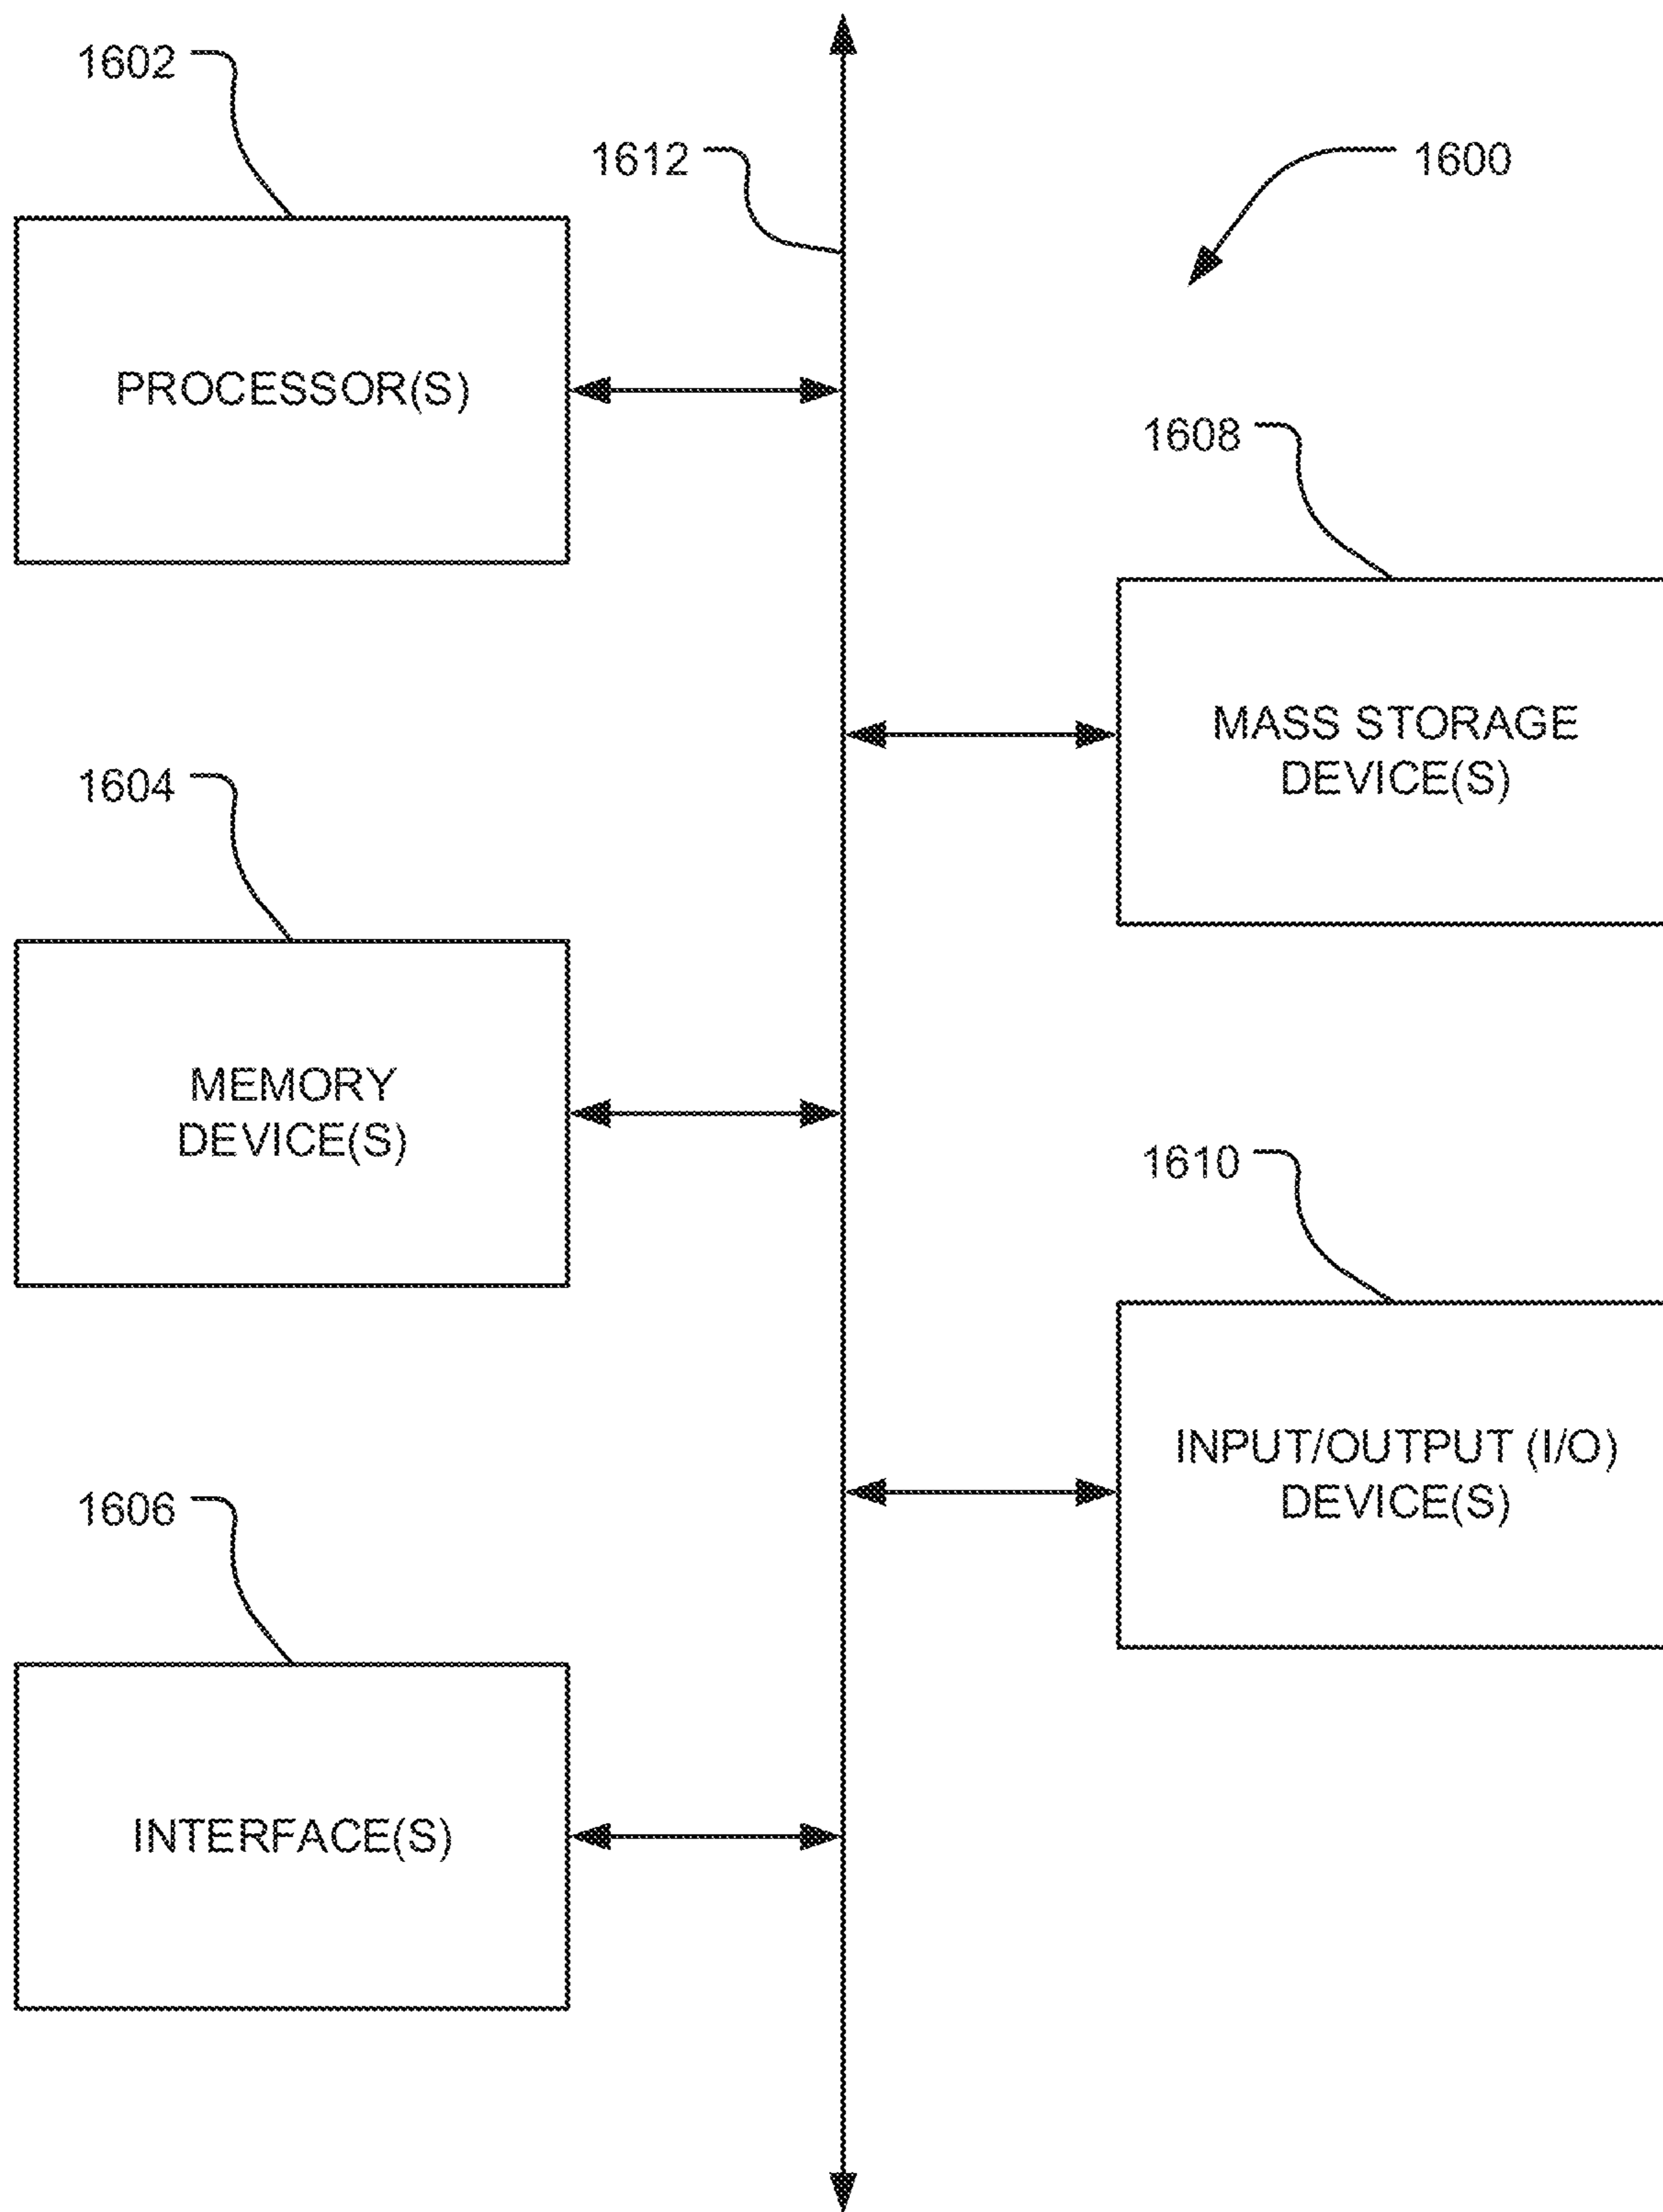 1602
1612
1600
PROCESSOR(S)
1608
MASS STORAGE
DEVICE(S)
1604
MEMORY
DEVICE(S)
1610
INPUT/OUTPUT (I/O)
DEVICE(S)
1606
INTERFACE(S)